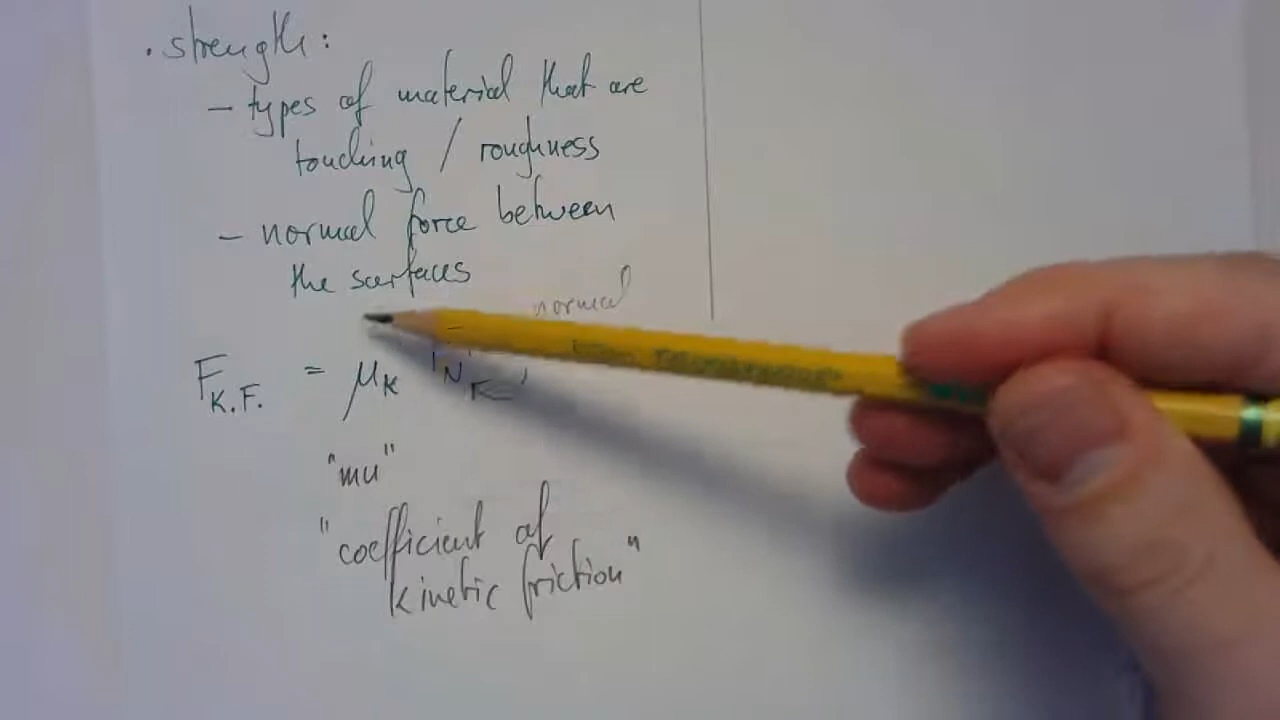 . strength:
- types of material that are
touching / roughness
- normal force between
the surfaces
normal
F K.F. = μK
"mu"
"coefficient of
kinetic friction"